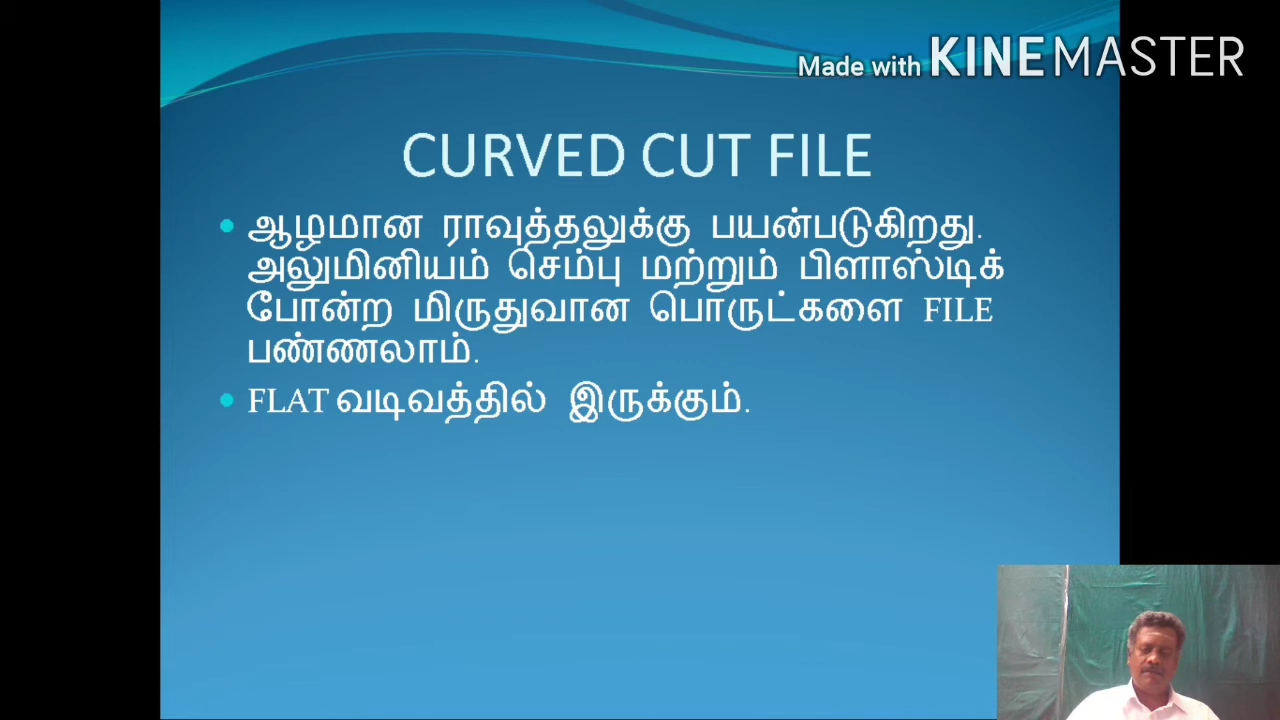 Made with KINEMASTER
CURVED CUT FILE
• ஆழமான ராவுத்தலுக்கு பயன்படுகிறது.
அலுமினியம் செம்பு மற்றும் பிளாஸ்டிக்
போன்ற மிருதுவான பொருட்களை FILE
பண்ணலாம்.
• FLAT வடிவத்தில் இருக்கும்.